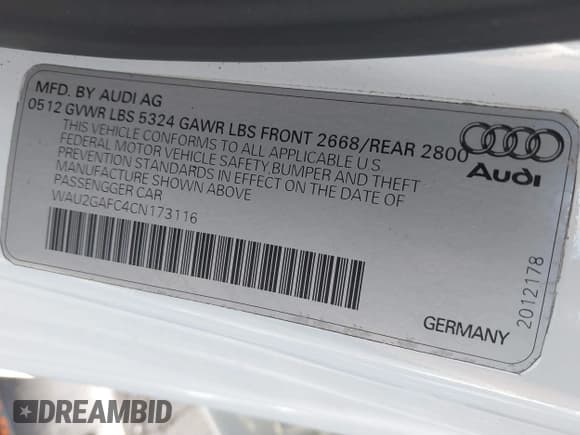 MFD. BY AUDI AG
0512 GVWR LBS 5324 GAWR LBS FRONT 2668/REAR 2800
THIS VEHICLE CONFORMS TO ALL APPLICABLE U.S
FEDERAL MOTOR VEHICLE SAFETY,BUMPER AND THEFT
PREVENTION STANDARDS IN EFFECT ON THE DATE OF
MANUFACTURE SHOWN ABOVE
PASSENGGER CAR
WAU2GAFC4CN173116
Audi
GERMANY
2012178
DREAMBID